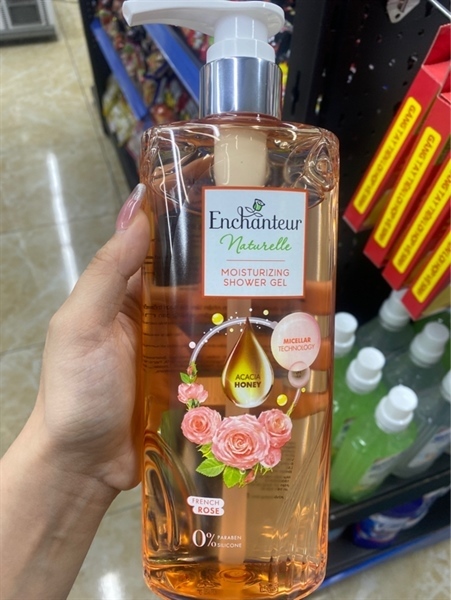 Enchanteur
Naturelle
MOISTURIZING
SHOWER GEL
MICELLAR
TECHNOLOGY
ACACIA
HONEY
FRENCH
ROSE
0% PARABEN
SILICONE